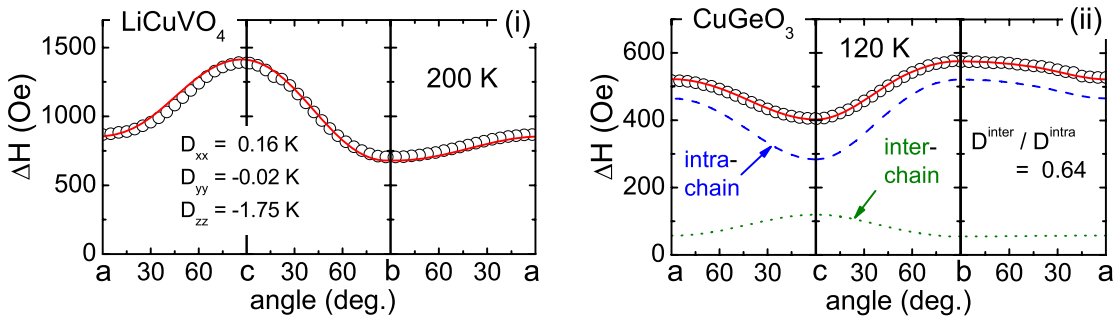 LiCuVO4 (i)
200 K
Dxx = 0.16 K
Dyy = -0.02 K
Dzz = -1.75 K
ΔH (Oe)
1500
1000
500
0
a 30 60 c 30 60 b 60 30 a
angle (deg.)
CuGeO3 (ii)
120 K
intra-
chain
inter-
chain
D^inter / D^intra
= 0.64
ΔH (Oe)
600
400
200
0
a 60 30 c 30 60 b 60 30 a
angle (deg.)